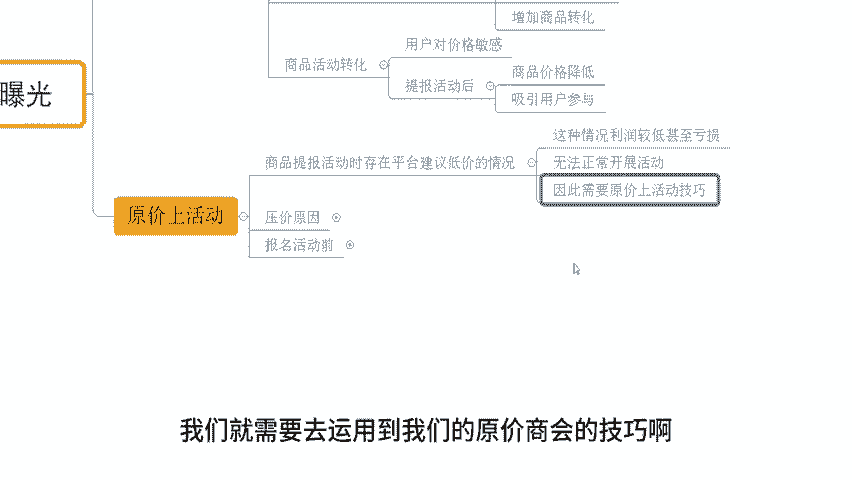 增加商品转化
用户对价格敏感
商品活动转化
商品价格降低
提报活动后
吸引用户参与
曝光
这种情况利润较低甚至亏损
商品提报活动时存在平台建议低价的情况
无法正常开展活动
因此需要原价上活动技巧
原价上活动
压价原因
报名活动前
我们就需要去运用到我们的原价商会的技巧啊